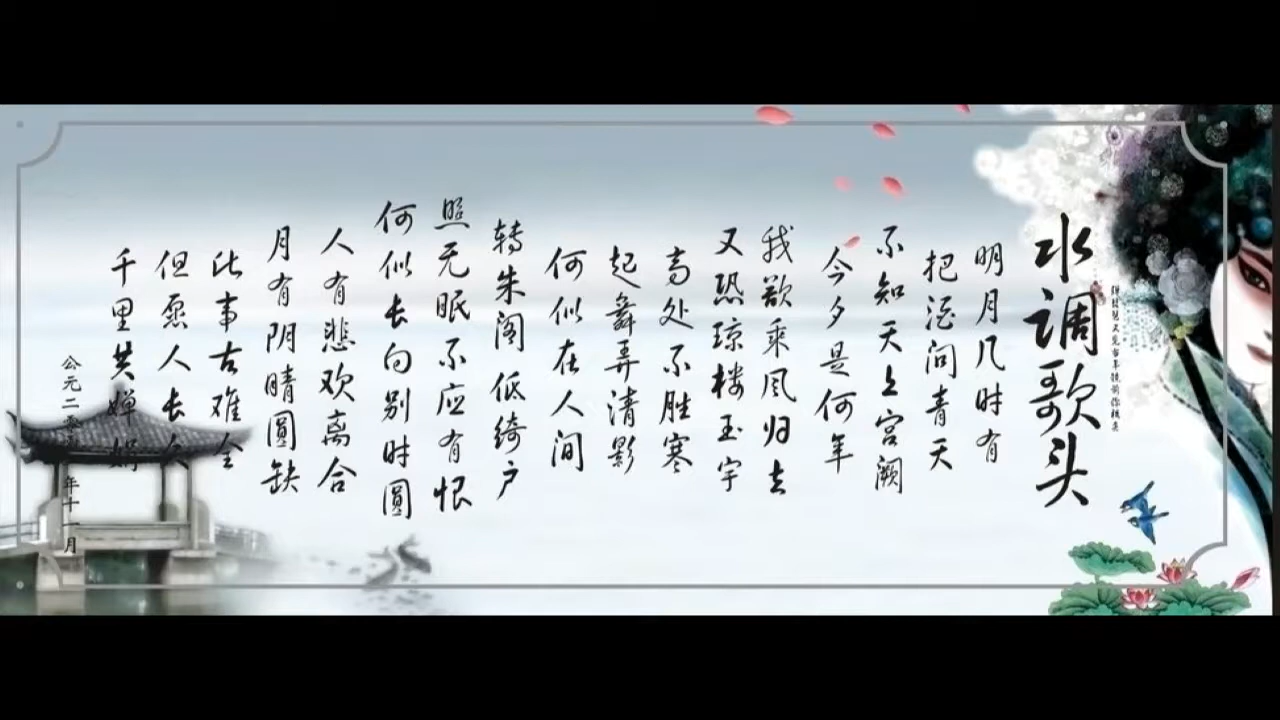 水调歌头
明月几时有
把酒问青天
不知天上宫阙
今夕是何年
我欲乘风归去
又恐琼楼玉宇
高处不胜寒
起舞弄清影
何似在人间
转朱阁低绮户
照无眠不应有恨
何似长向别时圆
人有悲欢离合
月有阴晴圆缺
此事古难全
但愿人长久
千里共婵娟
公元二零 年十一月